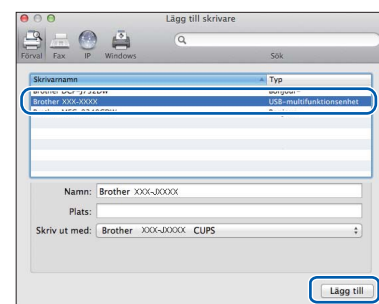 Lägg till skrivare
Förval Fax IP Windows Sök
Skrivarnamn Typ
Brother XXX-XXXX USB-multifunktionsenhet
Namn: Brother XXX-JXXXX
Plats:
Skriv ut med: Brother XXX-JXXXX CUPS
Lägg till